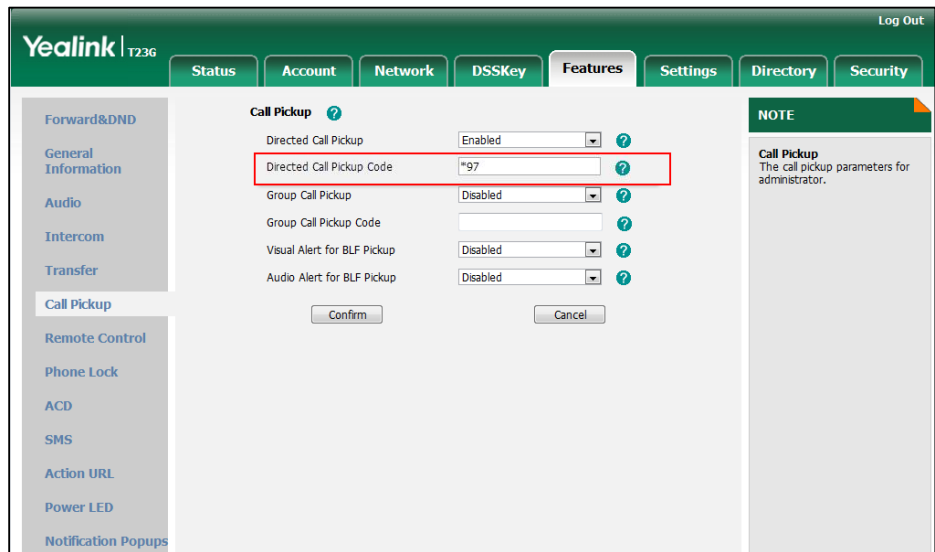 Log Out
Yealink | T23G
Status Account Network DSSKey Features Settings Directory Security
Forward&DND
General
Information
Audio
Intercom
Transfer
Call Pickup
Remote Control
Phone Lock
ACD
SMS
Action URL
Power LED
Notification Popups
Call Pickup ?
Directed Call Pickup Enabled ?
Directed Call Pickup Code *97 ?
Group Call Pickup Disabled ?
Group Call Pickup Code ?
Visual Alert for BLF Pickup Disabled ?
Audio Alert for BLF Pickup Disabled ?
Confirm Cancel
NOTE
Call Pickup
The call pickup parameters for
administrator.